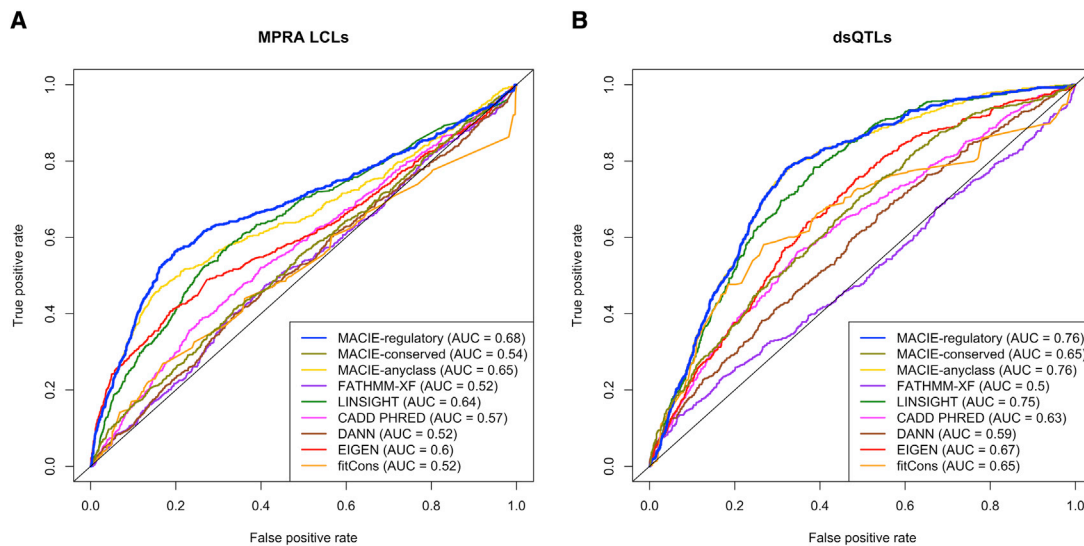 A
MPRA LCLs
True positive rate
1.0
0.8
0.6
0.4
0.2
0.0
MACIE-regulatory (AUC = 0.68)
MACIE-conserved (AUC = 0.54)
MACIE-anyclass (AUC = 0.65)
FATHMM-XF (AUC = 0.52)
LINSIGHT (AUC = 0.64)
CADD PHRED (AUC = 0.57)
DANN (AUC = 0.52)
EIGEN (AUC = 0.6)
fitCons (AUC = 0.52)
0.0 0.2 0.4 0.6 0.8 1.0
False positive rate
B
dsQTLs
True positive rate
1.0
0.8
0.6
0.4
0.2
0.0
MACIE-regulatory (AUC = 0.76)
MACIE-conserved (AUC = 0.65)
MACIE-anyclass (AUC = 0.76)
FATHMM-XF (AUC = 0.5)
LINSIGHT (AUC = 0.75)
CADD PHRED (AUC = 0.63)
DANN (AUC = 0.59)
EIGEN (AUC = 0.67)
fitCons (AUC = 0.65)
0.0 0.2 0.4 0.6 0.8 1.0
False positive rate